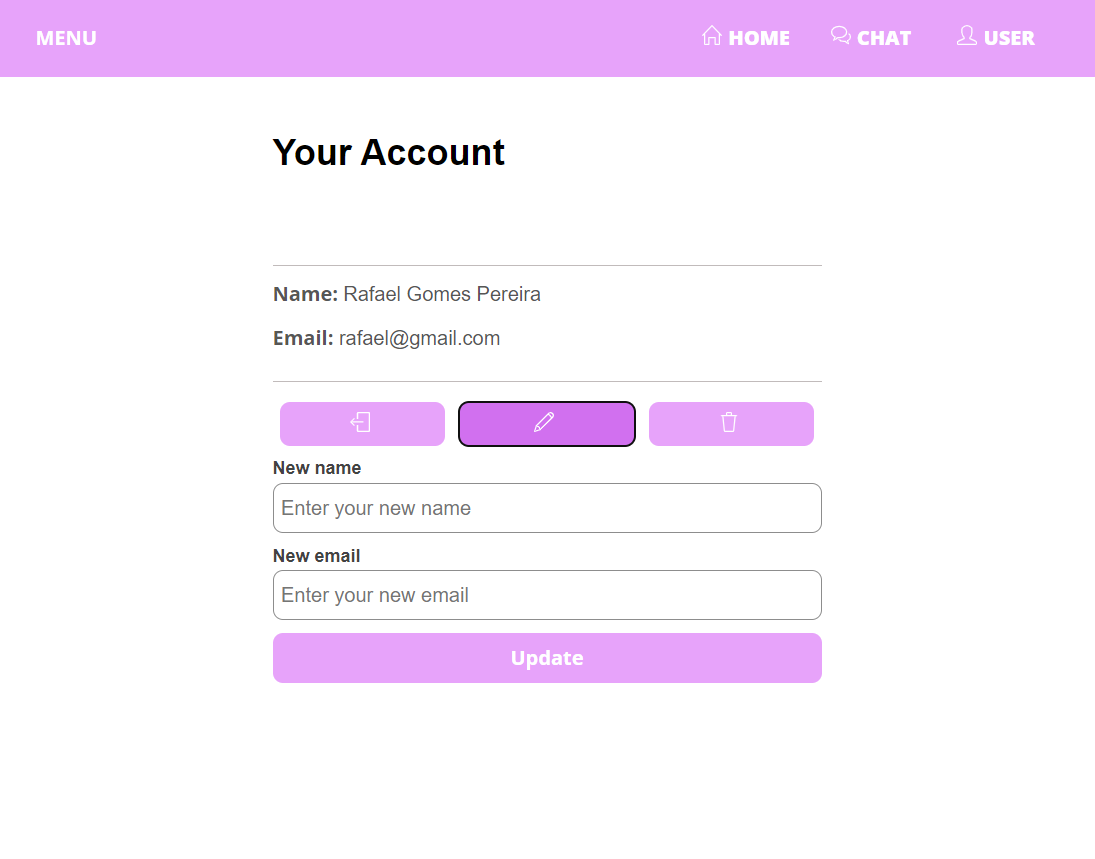 MENU HOME CHAT USER
Your Account
Name: Rafael Gomes Pereira
Email: rafael@gmail.com
New name
Enter your new name
New email
Enter your new email
Update